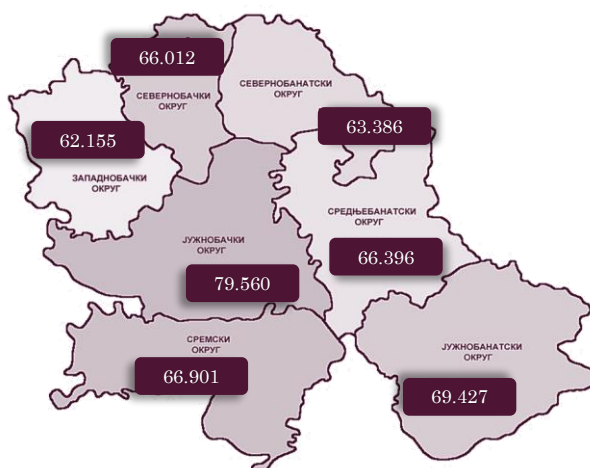 66.012
СЕВЕРНОБАЧКИ
ОКРУГ
СЕВЕРНОБАНАТСКИ
ОКРУГ
63.386
62.155
ЗАПАДНОБАЧКИ
ОКРУГ
СРЕДЊЕБАНАТСКИ
ОКРУГ
66.396
ЈУЖНОБАЧКИ
ОКРУГ
79.560
СРЕМСКИ
ОКРУГ
66.901
ЈУЖНОБАНАТСКИ
ОКРУГ
69.427